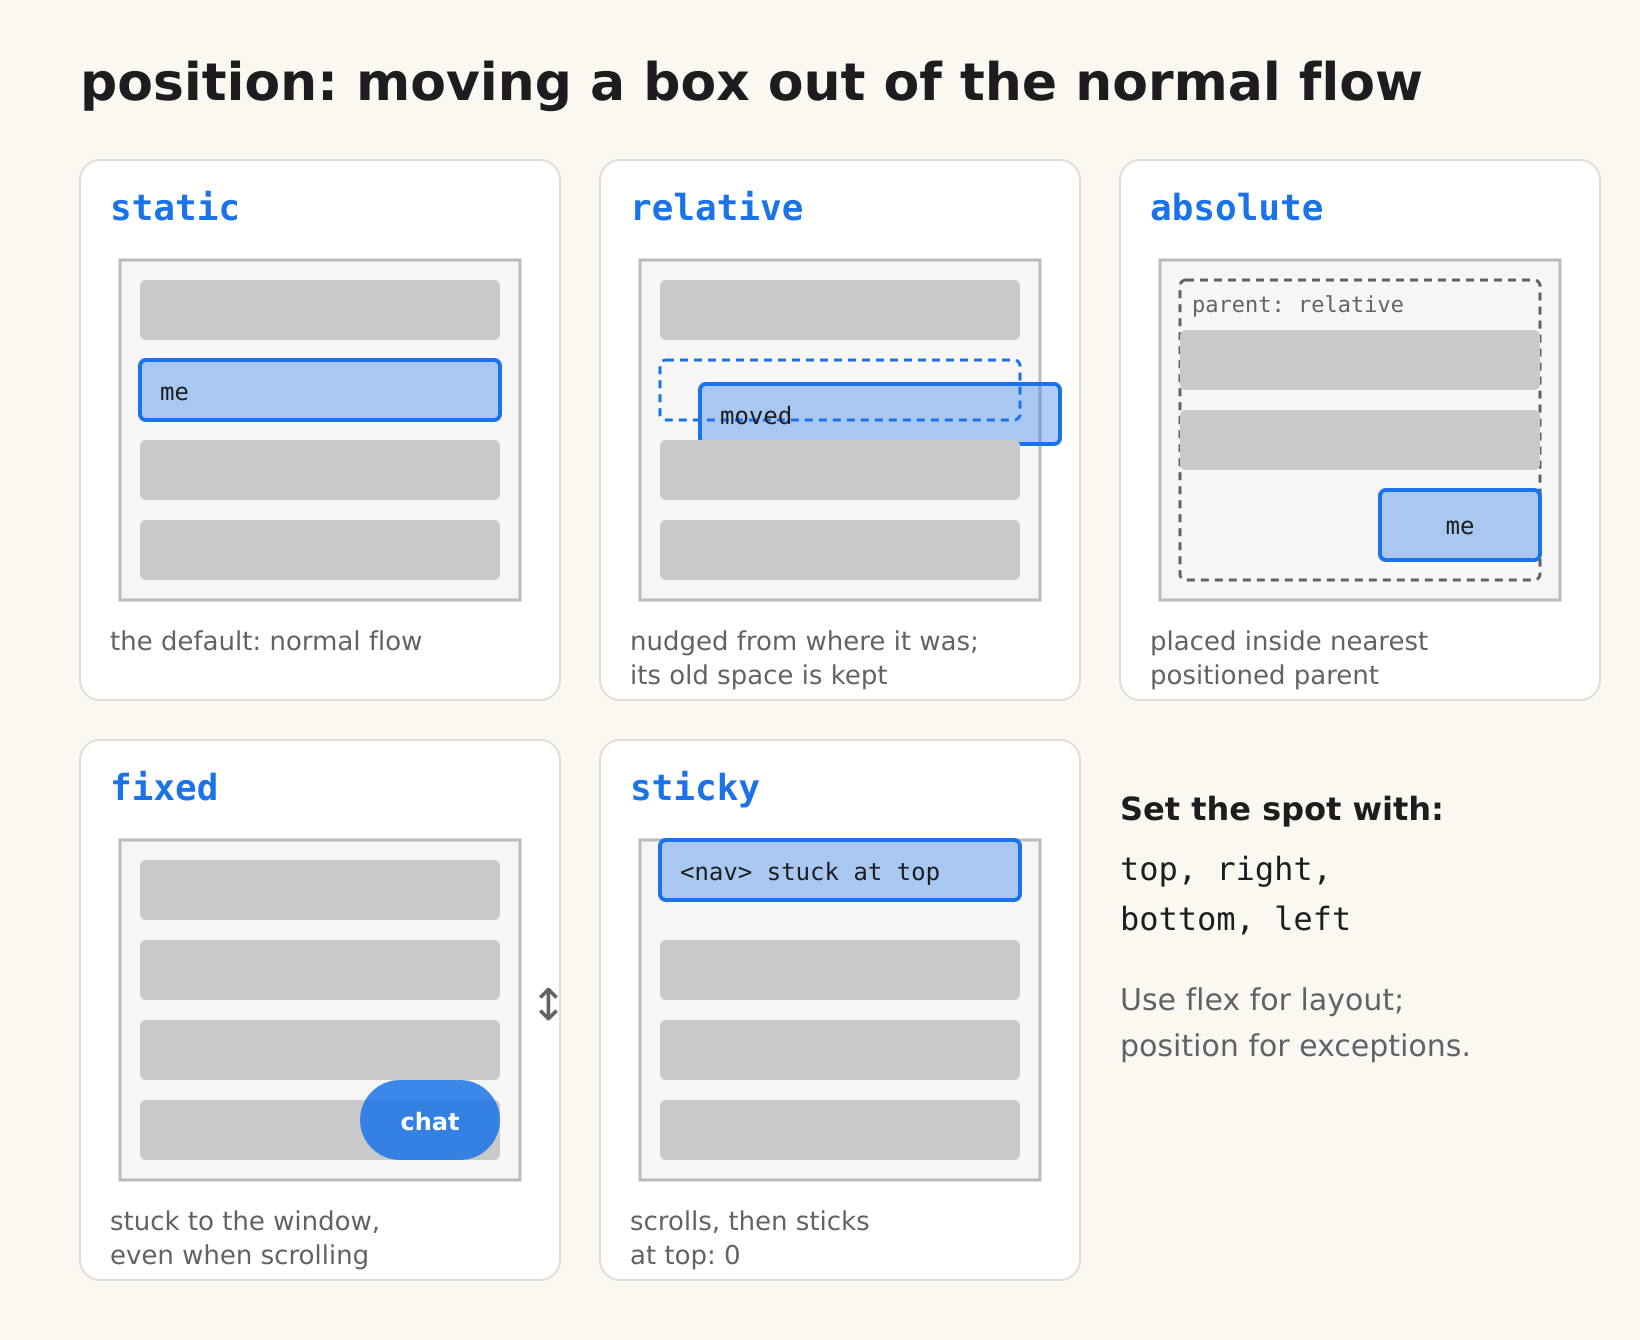 position: moving a box out of the normal flow
static
me
the default: normal flow
relative
moved
nudged from where it was;
its old space is kept
absolute
parent: relative
me
placed inside nearest
positioned parent
fixed
chat
stuck to the window,
even when scrolling
sticky
<nav> stuck at top
scrolls, then sticks
at top: 0
Set the spot with:
top, right,
bottom, left
Use flex for layout;
position for exceptions.